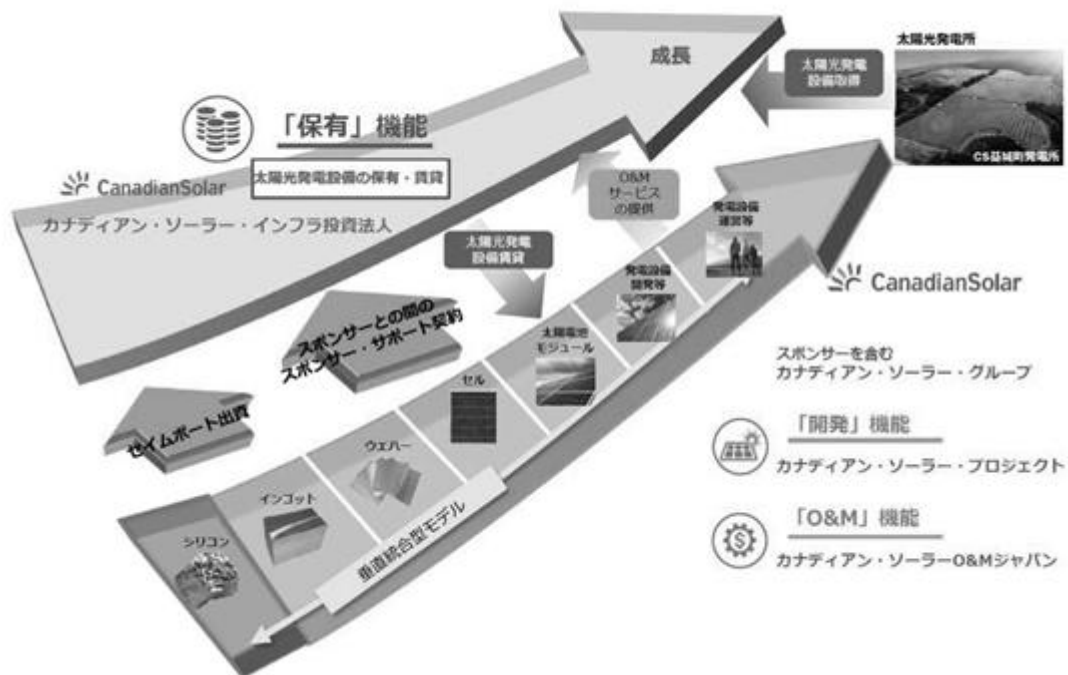 成長
太陽光発電所
太陽光発電
設備取得
CS益城町発電所
「保有」機能
CanadianSolar
太陽光発電設備の保有・賃貸
カナディアン・ソーラー・インフラ投資法人
O&M
サービス
の提供
太陽光発電
設備賃貸
発電設備
運営等
発電設備
開発等
太陽電池
モジュール
セル
ウエハー
インゴット
シリコン
垂直統合型モデル
スポンサーとの間の
スポンサー・サポート契約
セイムボート出資
CanadianSolar
スポンサーを含む
カナディアン・ソーラー・グループ
「開発」機能
カナディアン・ソーラー・プロジェクト
「O&M」機能
カナディアン・ソーラーO&Mジャパン